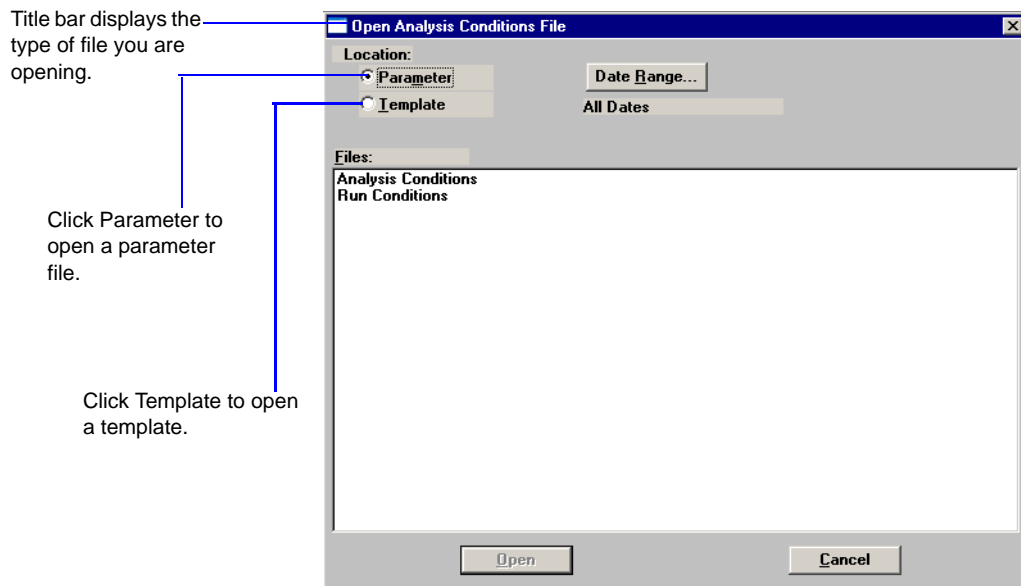 Title bar displays the
type of file you are
opening.
Open Analysis Conditions File
Location:
Parameter
Template
Date Range...
All Dates
Files:
Analysis Conditions
Run Conditions
Click Parameter to
open a parameter
file.
Click Template to open
a template.
Open
Cancel